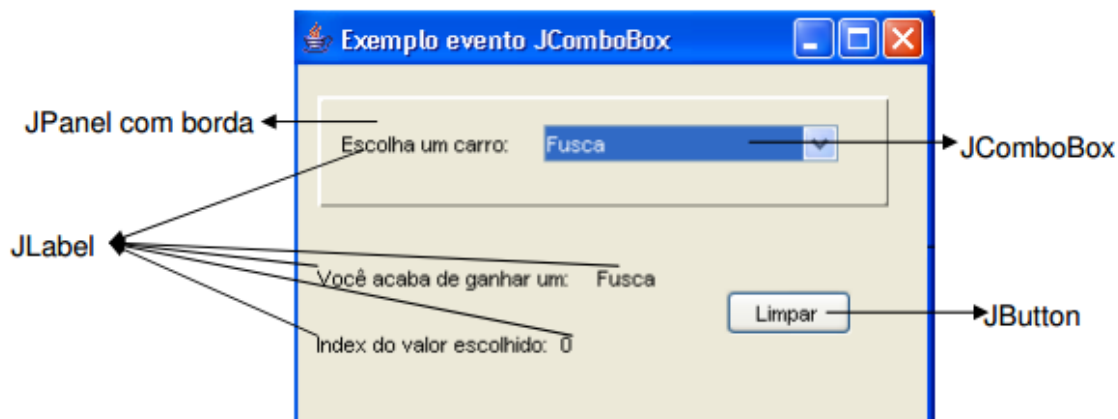 Exemplo evento JComboBox
JPanel com borda
Escolha um carro: Fusca
JComboBox
JLabel
Você acaba de ganhar um: Fusca
Limpar
JButton
Index do valor escolhido: 0